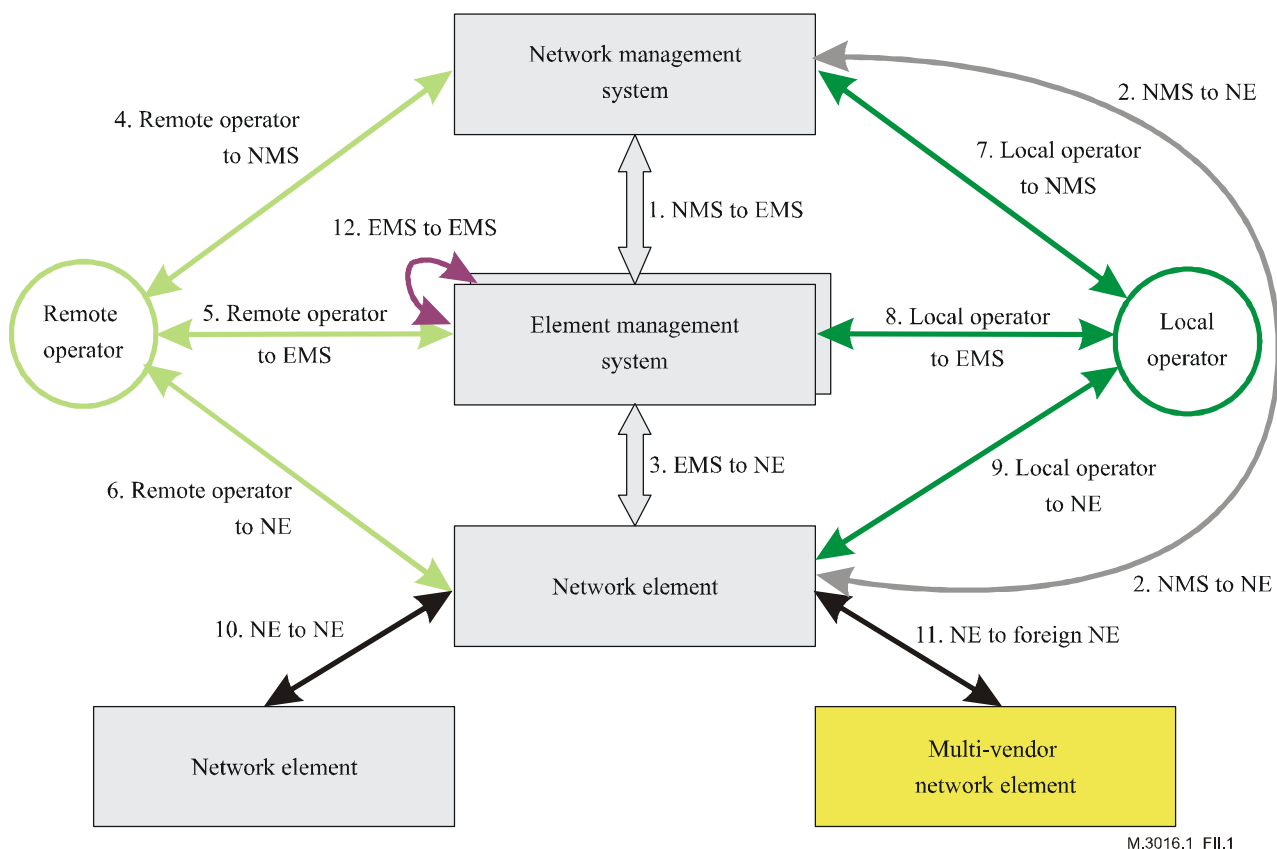 Network management
system
2. NMS to NE
4. Remote operator
to NMS
7. Local operator
to NMS
1. NMS to EMS
12. EMS to EMS
Remote
operator
5. Remote operator
to EMS
Element management
system
8. Local operator
to EMS
Local
operator
3. EMS to NE
6. Remote operator
to NE
9. Local operator
to NE
Network element
2. NMS to NE
10. NE to NE
11. NE to foreign NE
Network element
Multi-vendor
network element
M.3016.1_FII.1